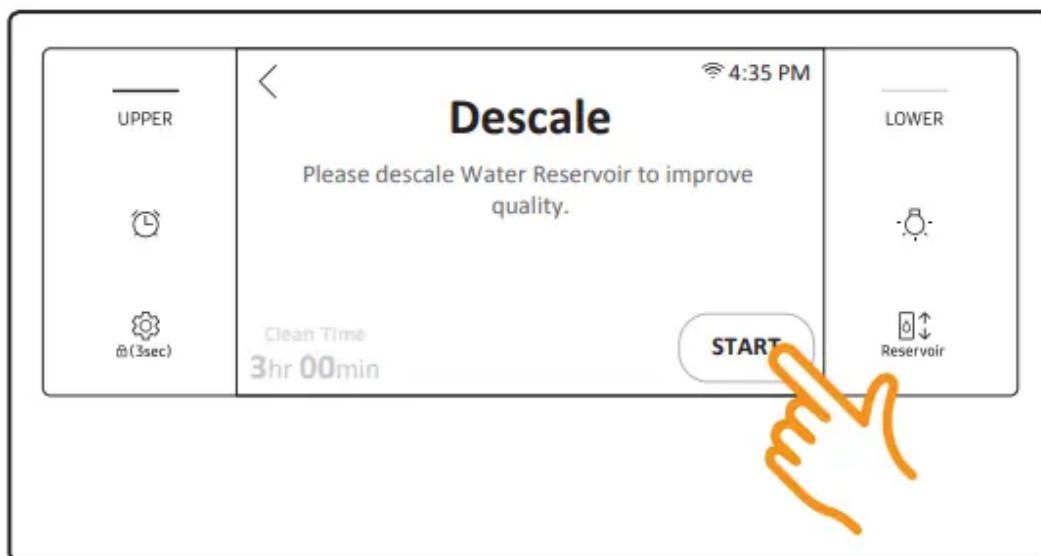 UPPER
4:35 PM
Descale
LOWER
Please descale Water Reservoir to improve
quality.
(3sec)
Clean Time
3hr 00min
START
Reservoir